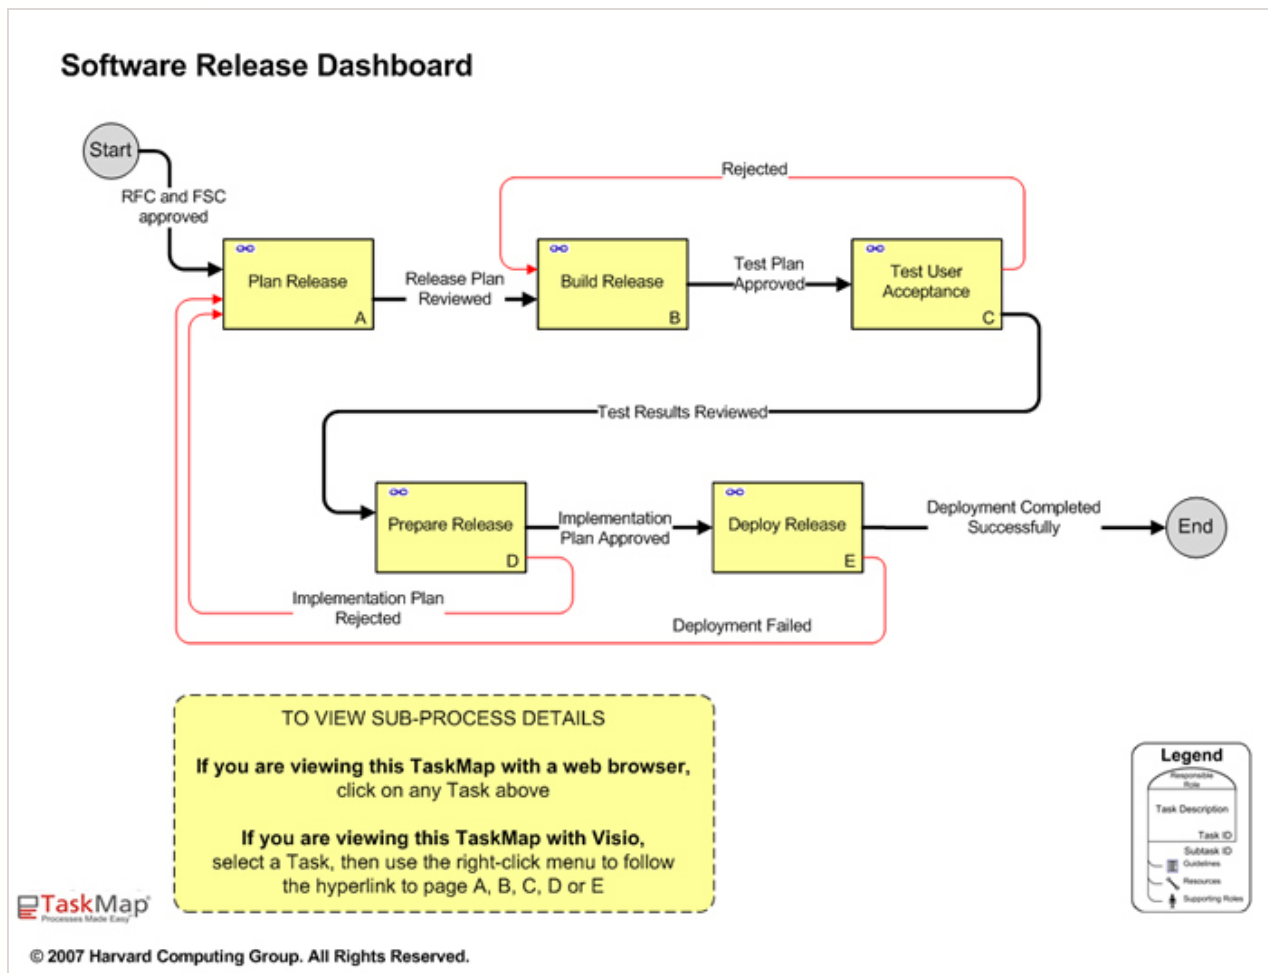 Software Release Dashboard
Start
RFC and FSC
approved
Rejected
Plan Release
A
Release Plan
Reviewed
Build Release
B
Test Plan
Approved
Test User
Acceptance
C
Test Results Reviewed
Prepare Release
D
Implementation
Plan Approved
Deploy Release
E
Deployment Completed
Successfully
End
Implementation Plan
Rejected
Deployment Failed
TO VIEW SUB-PROCESS DETAILS
If you are viewing this TaskMap with a web browser,
click on any Task above
If you are viewing this TaskMap with Visio,
select a Task, then use the right-click menu to follow
the hyperlink to page A, B, C, D or E
Legend
Responsible
Role
Task Description
Task ID
Subtask ID
Guidelines
Resources
Supporting Roles
TaskMap®
Processes Made Easy™
© 2007 Harvard Computing Group. All Rights Reserved.